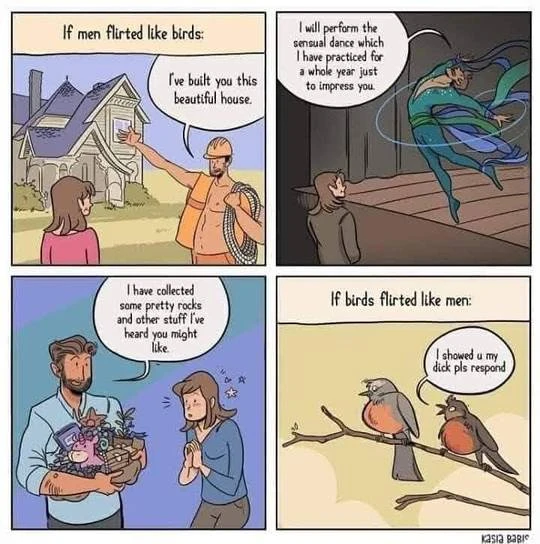 If men flirted like birds:
I've built you this
beautiful house.
I will perform the
sensual dance which
I have practiced for
a whole year just
to impress you.
I have collected
some pretty rocks
and other stuff I've
heard you might
like.
If birds flirted like men:
I showed u my
dick pls respond
KASIA BABIC